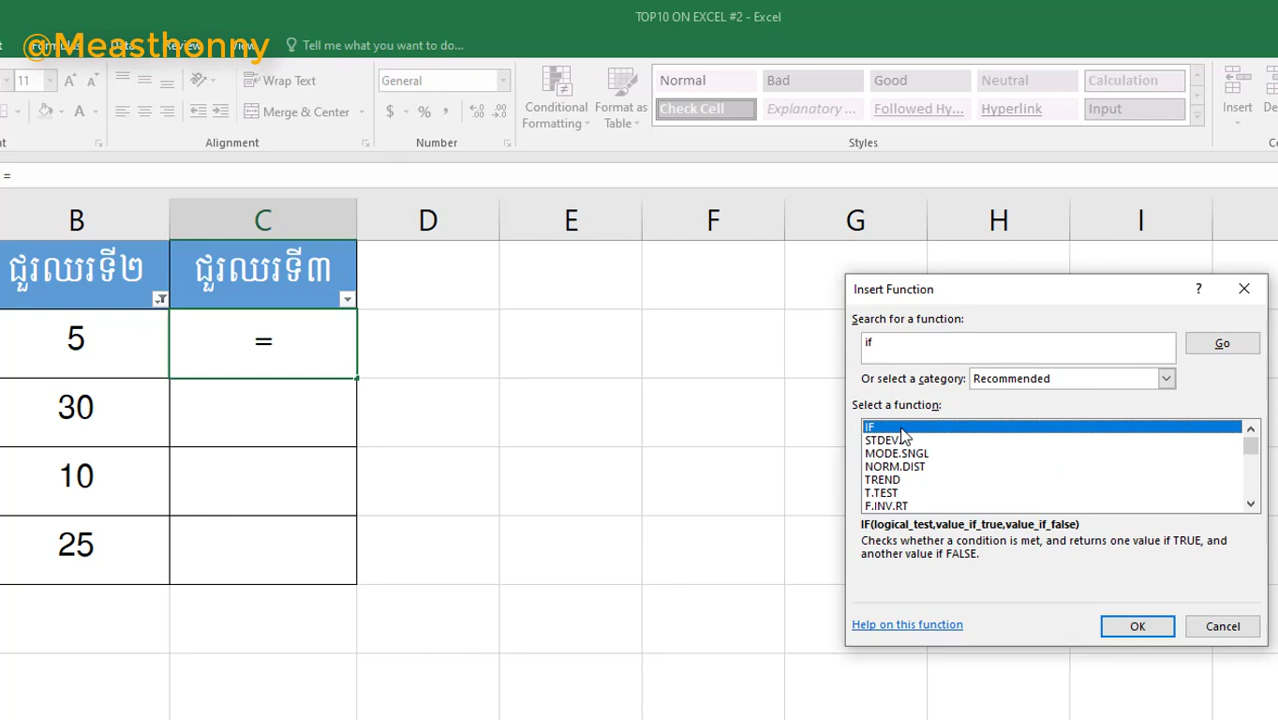 TOP10 ON EXCEL #2 - Excel
@Measthonny
Tell me what you want to do...
11
Wrap Text
General
Normal
Bad
Good
Neutral
Calculation
Merge & Center
$ % ,
Conditional Formatting
Format as Table
Check Cell
Explanatory ...
Followed Hy...
Hyperlink
Input
Insert
Alignment
Number
Styles
=
B C D E F G H I
ជួរឈរទី២
ជួរឈរទី៣
5
=
30
10
25
Insert Function
?
Search for a function:
if
Go
Or select a category:
Recommended
Select a function:
IF
MODE.SNGL
NORM.DIST
TREND
T.TEST
F.INV.RT
IF(logical_test,value_if_true,value_if_false)
Checks whether a condition is met, and returns one value if TRUE, and
another value if FALSE.
Help on this function
OK
Cancel